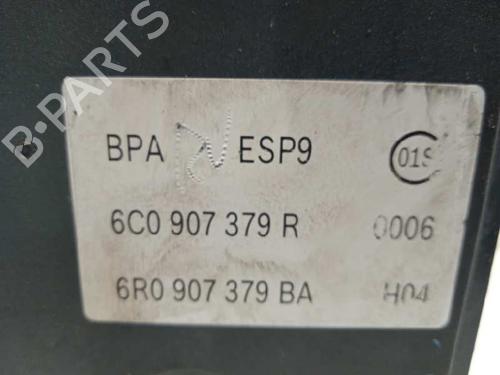 B-PARTS
BPA ESP9 01S
6C0 907 379 R 0006
6R0 907 379 BA H04